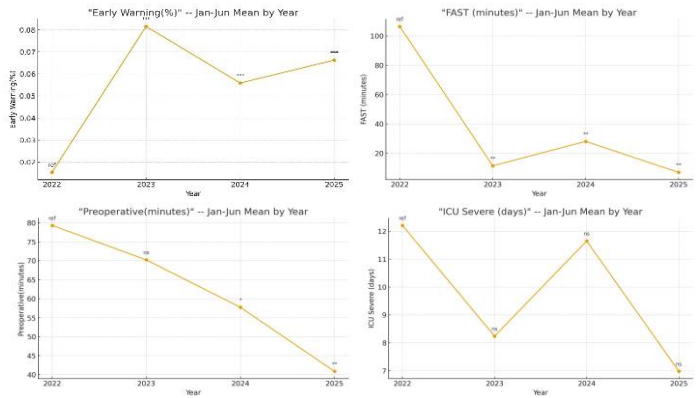 "Early Warning(%)" -- Jan-Jun Mean by Year
Early Warning(%)
0.08
0.07
0.06
0.05
0.04
0.03
0.02
ref
***
***
2022
2023
2024
2025
Year
"FAST (minutes)" -- Jan-Jun Mean by Year
FAST (minutes)
100
80
60
40
20
ref
**
**
**
2022
2023
2024
2025
Year
"Preoperative(minutes)" -- Jan-Jun Mean by Year
Preoperative(minutes)
80
75
70
65
60
55
50
45
40
ref
ns
*
**
2022
2023
2024
2025
Year
"ICU Severe (days)" -- Jan-Jun Mean by Year
ICU Severe (days)
12
11
10
9
8
7
ref
ns
ns
ns
2022
2023
2024
2025
Year